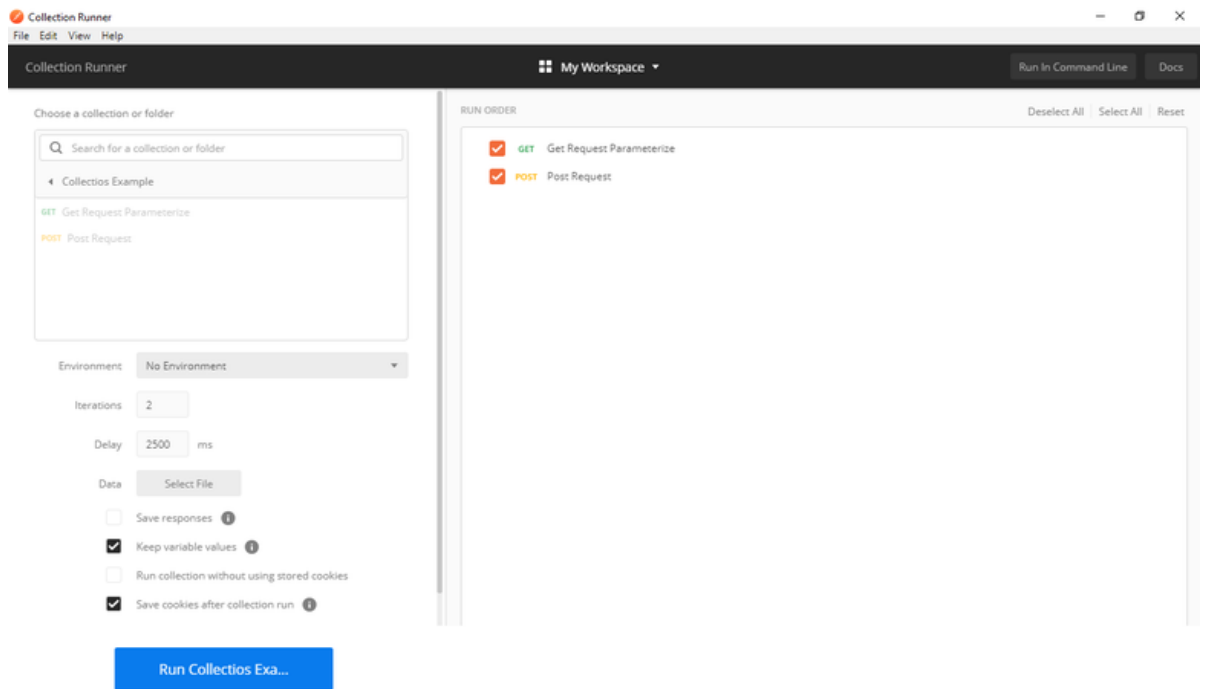 Collection Runner
File Edit View Help
Collection Runner
My Workspace
Run In Command Line
Docs
Choose a collection or folder
Search for a collection or folder
Collectios Example
GET Get Request Parameterize
POST Post Request
Environment No Environment
Iterations 2
Delay 2500 ms
Data Select File
Save responses
Keep variable values
Run collection without using stored cookies
Save cookies after collection run
Run Collectios Exa...
RUN ORDER
Deselect All Select All Reset
GET Get Request Parameterize
POST Post Request